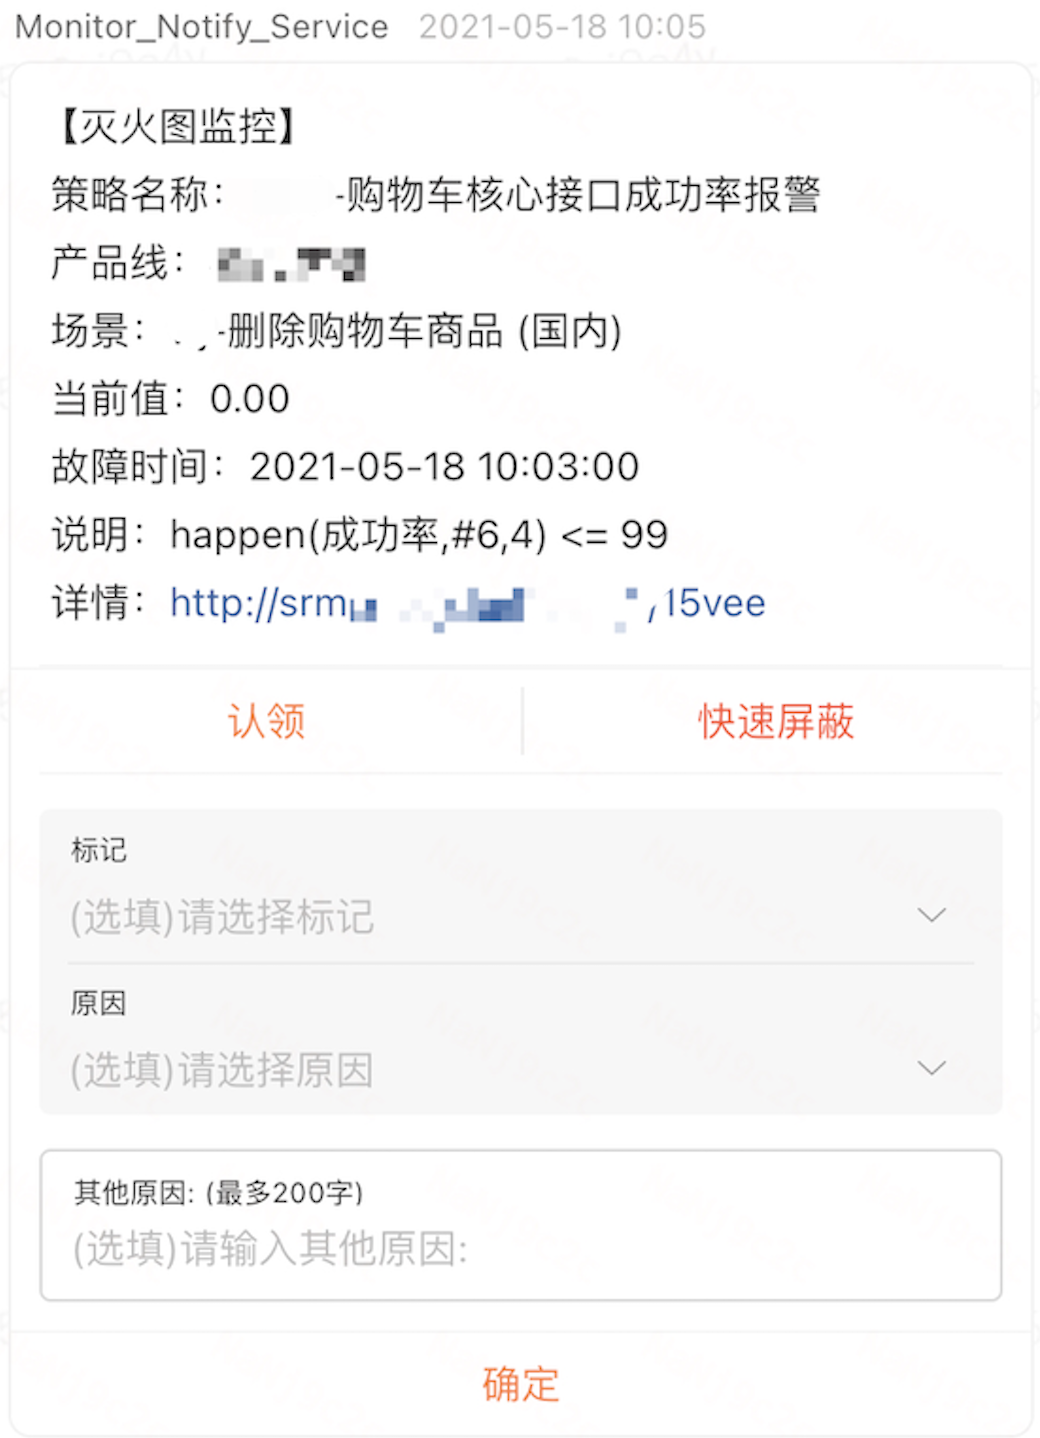 Monitor_Notify_Service 2021-05-18 10:05
【灭火图监控】
策略名称： -购物车核心接口成功率报警
产品线：
场景： -删除购物车商品 (国内)
当前值：0.00
故障时间：2021-05-18 10:03:00
说明：happen(成功率,#6,4) <= 99
详情：http://srm 15vee
认领 快速屏蔽
标记
(选填)请选择标记
原因
(选填)请选择原因
其他原因: (最多200字)
(选填)请输入其他原因:
确定